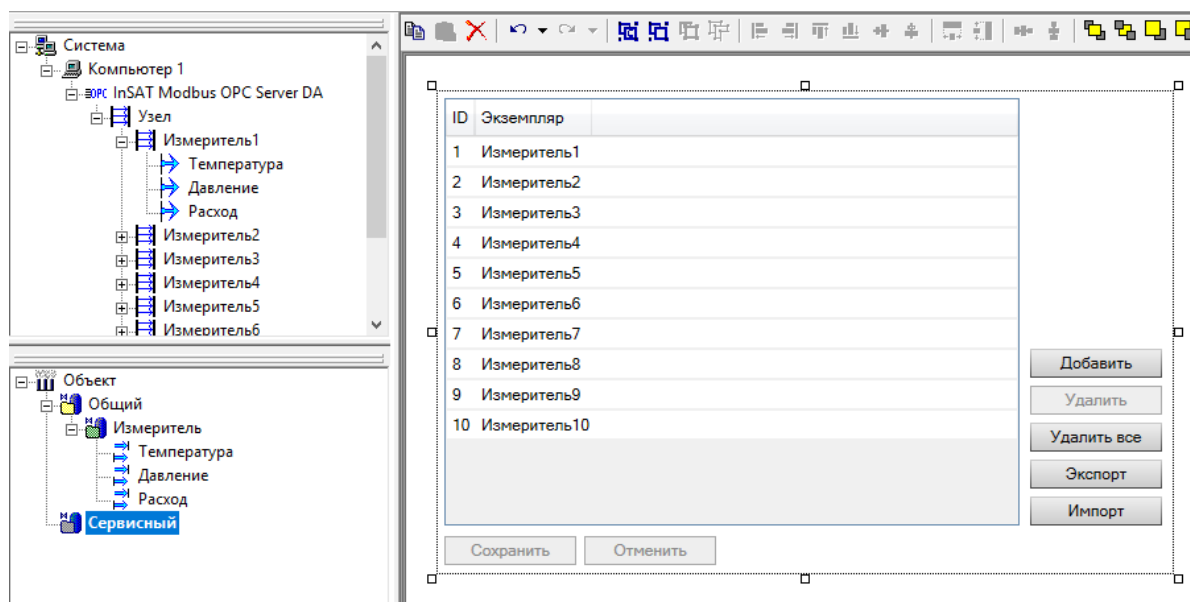 Система
Компьютер 1
OPC InSAT Modbus OPC Server DA
Узел
Измеритель1
Температура
Давление
Расход
Измеритель2
Измеритель3
Измеритель4
Измеритель5
Измеритель6
Объект
Общий
Измеритель
Температура
Давление
Расход
Сервисный
ID Экземпляр
1 Измеритель1
2 Измеритель2
3 Измеритель3
4 Измеритель4
5 Измеритель5
6 Измеритель6
7 Измеритель7
8 Измеритель8
9 Измеритель9
10 Измеритель10
Добавить
Удалить
Удалить все
Экспорт
Импорт
Сохранить Отменить